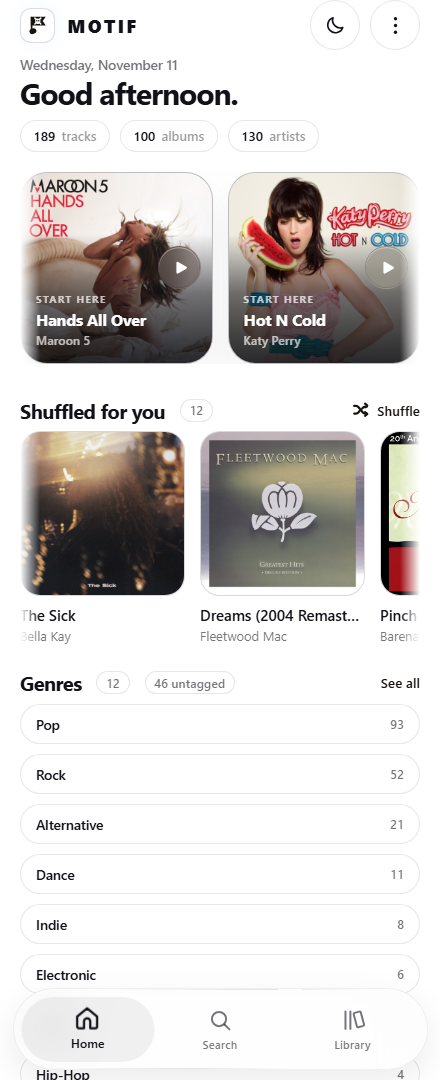 MOTIF
Wednesday, November 11
Good afternoon.
189 tracks
100 albums
130 artists
MAROON 5
HANDS
ALL
OVER
START HERE
Hands All Over
Maroon 5
Katy Perry
HOT N COLD
START HERE
Hot N Cold
Katy Perry
Shuffled for you
12
Shuffle
The Sick
FLEETWOOD MAC
GREATEST HITS
20th
The Sick
Bella Kay
Dreams (2004 Remast...
Fleetwood Mac
Pinch
Barena
Genres
12
46 untagged
See all
Pop
93
Rock
52
Alternative
21
Dance
11
Indie
8
Electronic
6
Home
Search
Library
Hip-Hop
4